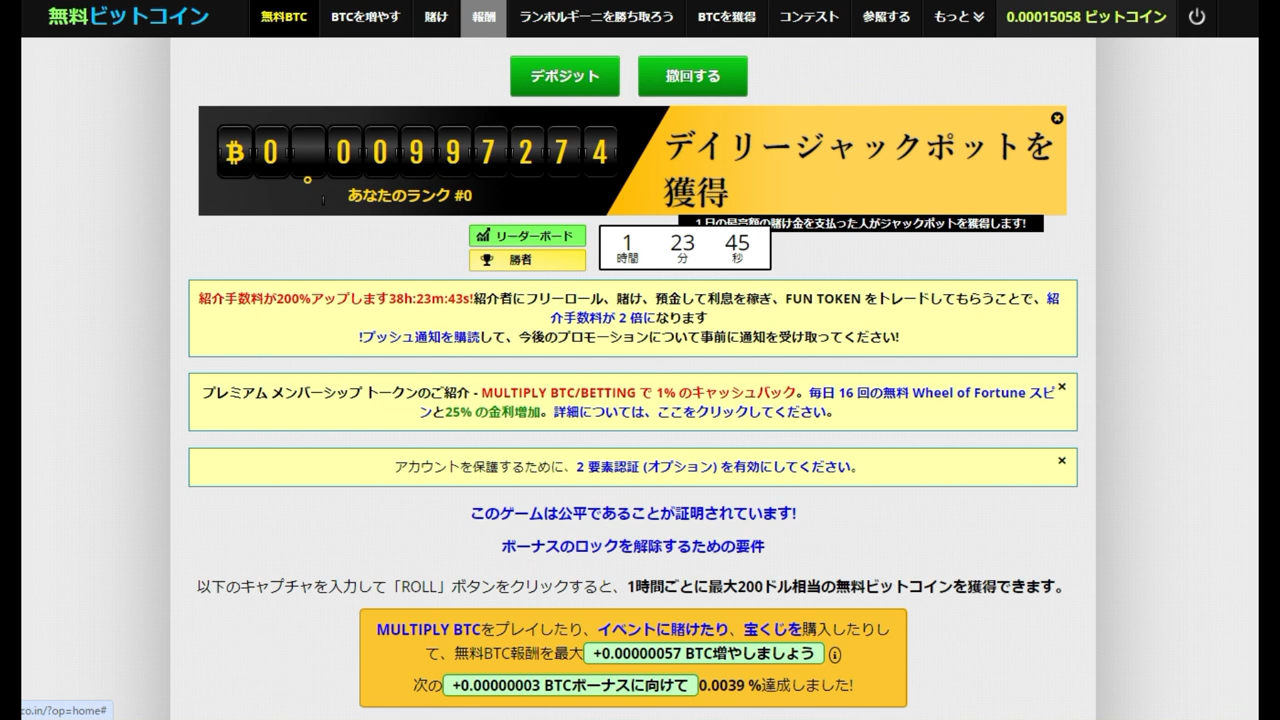 無料ビットコイン 無料BTC BTCを増やす 賭け 報酬 ランボルギーニを勝ち取ろう BTCを獲得 コンテスト 参照する もっと 0.00015058 ビットコイン
デポジット 撤回する
₿0.00997274
あなたのランク #0
デイリージャックポットを
獲得
1日の最高額の賭け金を支払った人がジャックポットを獲得します!
リーダーボード
勝者
1 23 45
時間 分 秒
紹介手数料が200%アップします38h:23m:43s!紹介者にフリーロール、賭け、預金して利息を稼ぎ、FUN TOKEN をトレードしてもらうことで、紹
介手数料が 2 倍になります
!プッシュ通知を購読して、今後のプロモーションについて事前に通知を受け取ってください!
プレミアム メンバーシップ トークンのご紹介 - MULTIPLY BTC/BETTING で 1% のキャッシュバック。毎日 16 回の無料 Wheel of Fortune スピ
ンと25% の金利増加。詳細については、ここをクリックしてください。
アカウントを保護するために、2 要素認証 (オプション) を有効にしてください。
このゲームは公平であることが証明されています!
ボーナスのロックを解除するための要件
以下のキャプチャを入力して「ROLL」ボタンをクリックすると、1時間ごとに最大200ドル相当の無料ビットコインを獲得できます。
MULTIPLY BTCをプレイしたり、イベントに賭けたり、宝くじを購入したりし
て、無料BTC報酬を最大 +0.00000057 BTC増やしましょう
次の +0.00000003 BTCボーナスに向けて 0.0039 %達成しました!
co.in/?op=home#